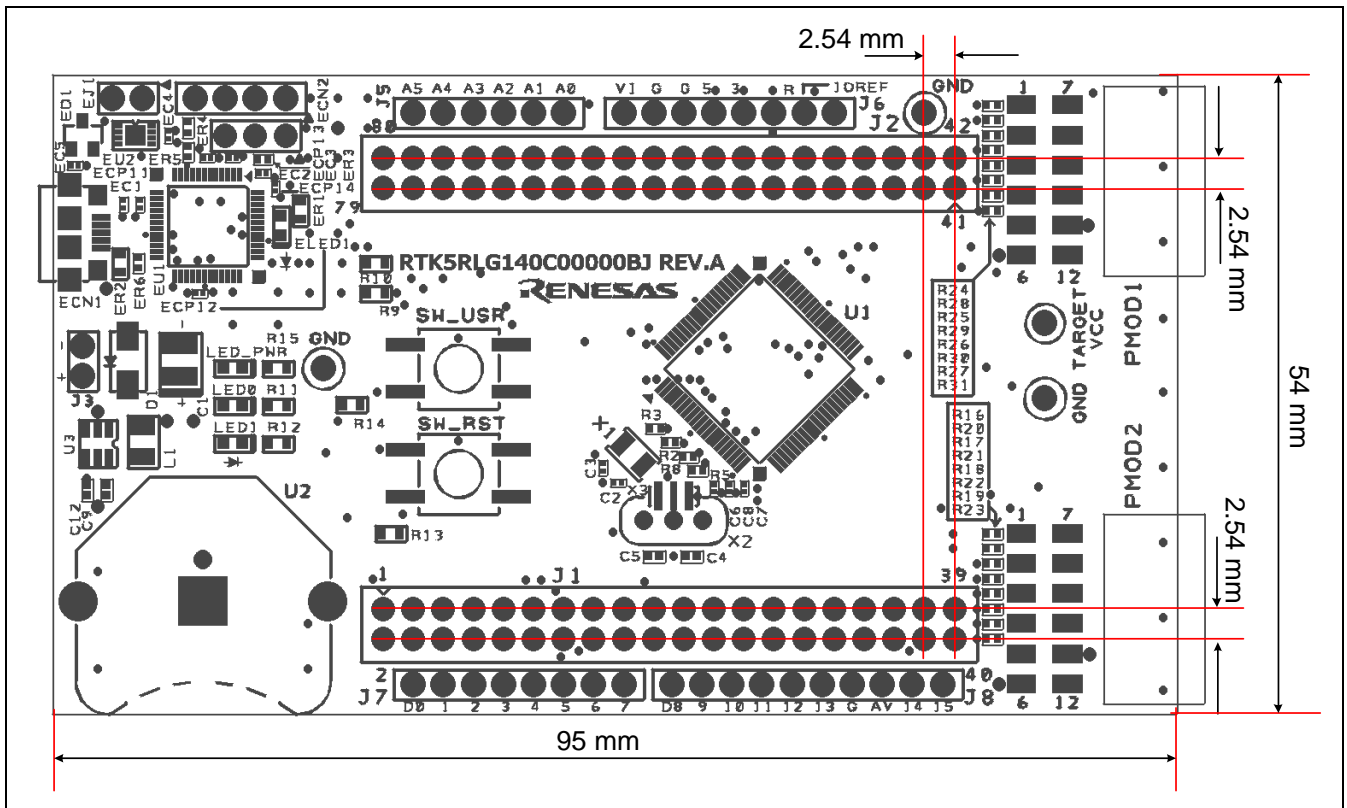 2.54 mm
ED1
EJ1
EC4
ECN2
J5
A5 A4 A3 A2 A1 A0
VI G G 5 3 R IOREF
J6
GND
J2
42
1 7
80
ER4
EC5
EU2
ER5
ECP11
EC1
ECP13
EC3
ER3
EC2
ECP14
ER1
79
41
2.54 mm
6 12
ELED1
EU1
ECN1
ER2
ER6
ECP12
R10
RTK5RLG140C00000BJ REV.A
RENESAS
R9
SW_USR
U1
R24
R28
R25
R29
R26
R30
R27
R31
TARGET
VCC
GND
PMOD1
54 mm
R15
GND
LED_PWR
LED0
R11
LED1
R12
J3
- +
D1
- +
C1
R14
SW_RST
U3
L1
R3
R2
R8
R5
+
C3
C2
X3
C6
C8
C7
X2
C5
C4
R16
R20
R17
R21
R18
R22
R19
R23
PMOD2
2.54 mm
U2
C12
C9
R13
1 7
1
J1
39
2
40
6 12
J7
D0 1 2 3 4 5 6 7
D8 9 10 11 12 13 G AV 14 15
J8
95 mm